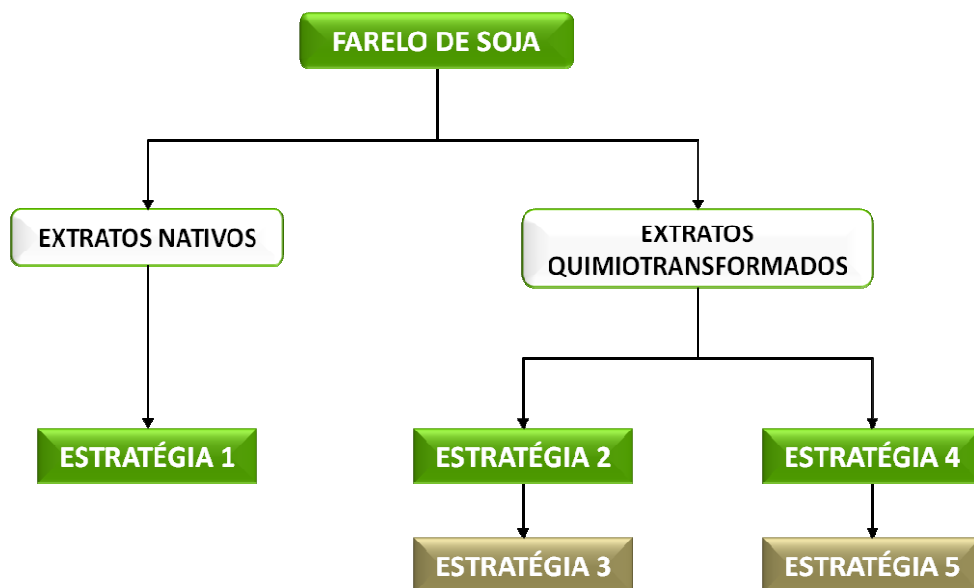 FARELO DE SOJA
EXTRATOS NATIVOS
EXTRATOS
QUIMIOTRANSFORMADOS
ESTRATÉGIA 1
ESTRATÉGIA 2
ESTRATÉGIA 4
ESTRATÉGIA 3
ESTRATÉGIA 5